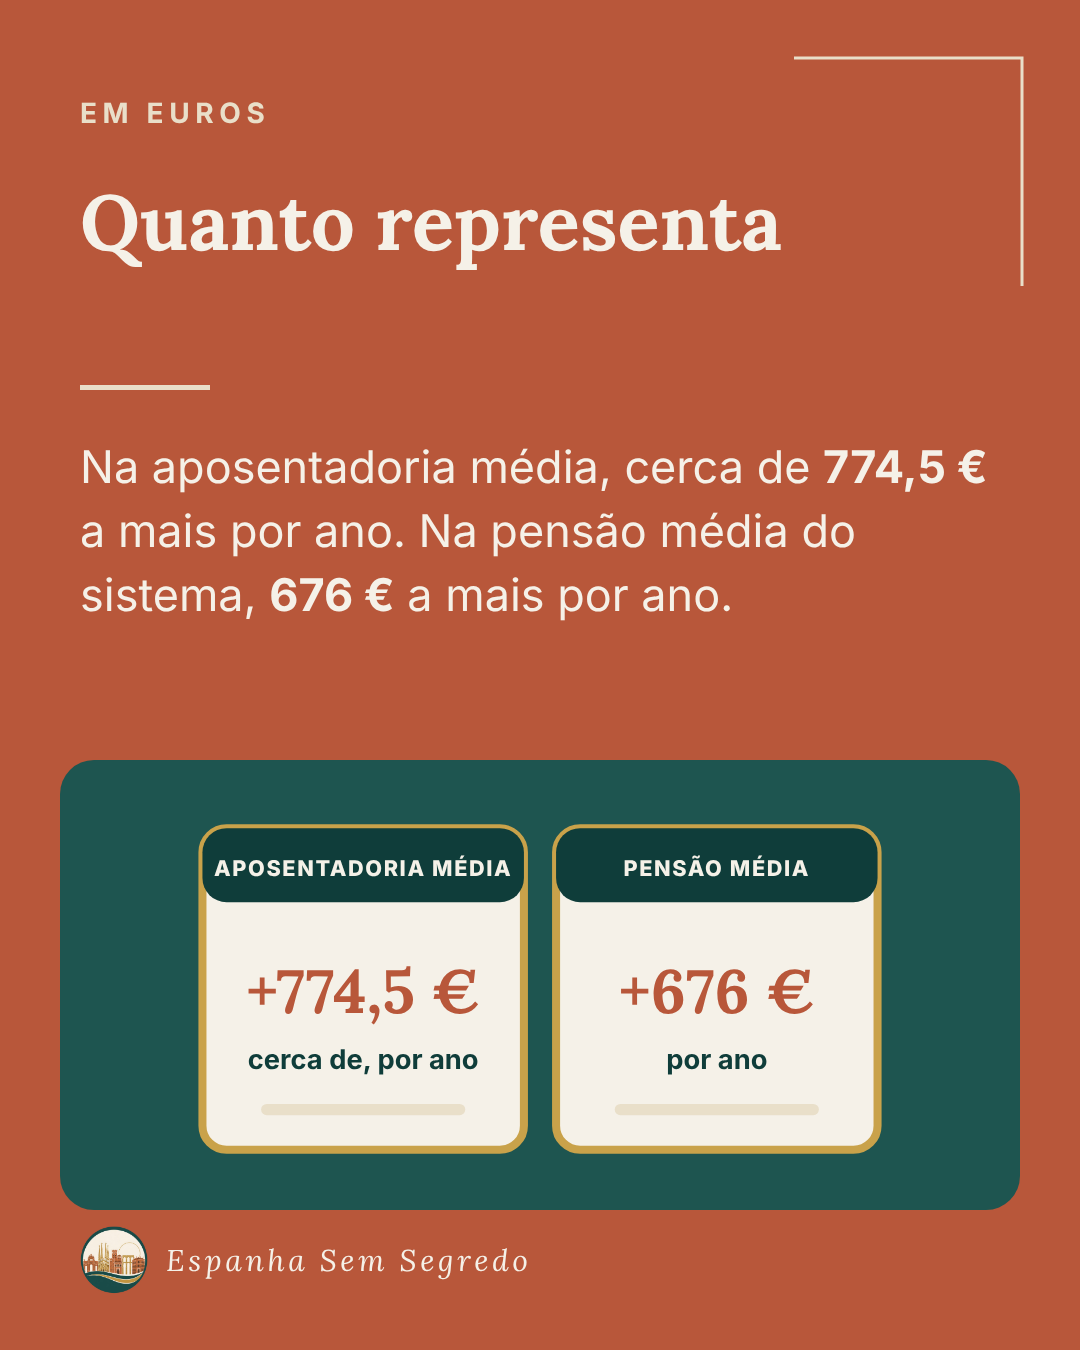 EM EUROS
Quanto representa
Na aposentadoria média, cerca de 774,5 €
a mais por ano. Na pensão média do
sistema, 676 € a mais por ano.
APOSENTADORIA MÉDIA
+774,5 €
cerca de, por ano
PENSÃO MÉDIA
+676 €
por ano
Espanha Sem Segredo